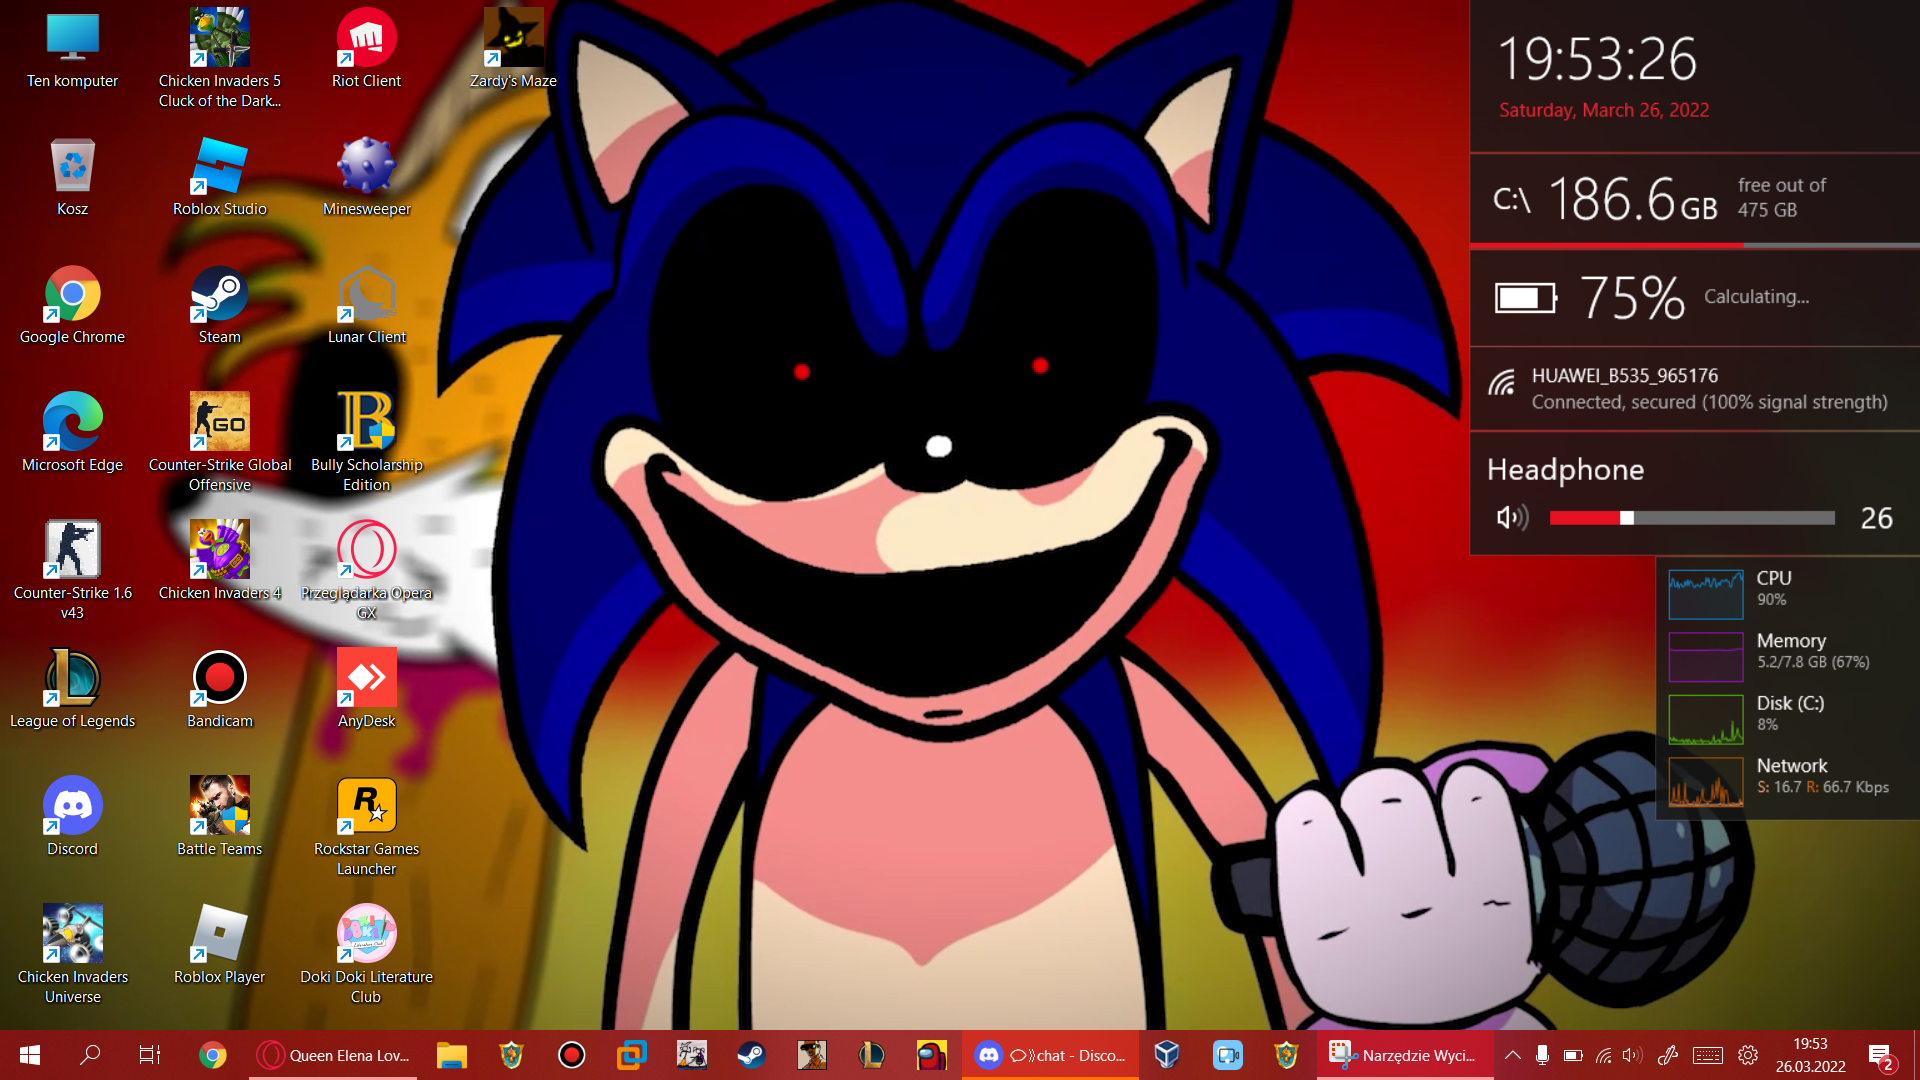 Ten komputer
Chicken Invaders 5
Cluck of the Dark...
Riot Client
Zardy's Maze
Kosz
Roblox Studio
Minesweeper
Google Chrome
Steam
Lunar Client
Microsoft Edge
GO
Counter-Strike Global
Offensive
Bully Scholarship
Edition
Counter-Strike 1.6
v43
Chicken Invaders 4
Przeglądarka Opera
GX
League of Legends
Bandicam
AnyDesk
Discord
Battle Teams
Rockstar Games
Launcher
Chicken Invaders
Universe
Roblox Player
Doki Doki Literature
Club
19:53:26
Saturday, March 26, 2022
C:\ 186.6 GB
free out of
475 GB
75% Calculating...
HUAWEI_B535_965176
Connected, secured (100% signal strength)
Headphone
26
CPU
90%
Memory
5.2/7.8 GB (67%)
Disk (C:)
8%
Network
S: 16.7 R: 66.7 Kbps
Queen Elena Lov...
chat - Disco...
Narzędzie Wyci...
19:53
26.03.2022
2